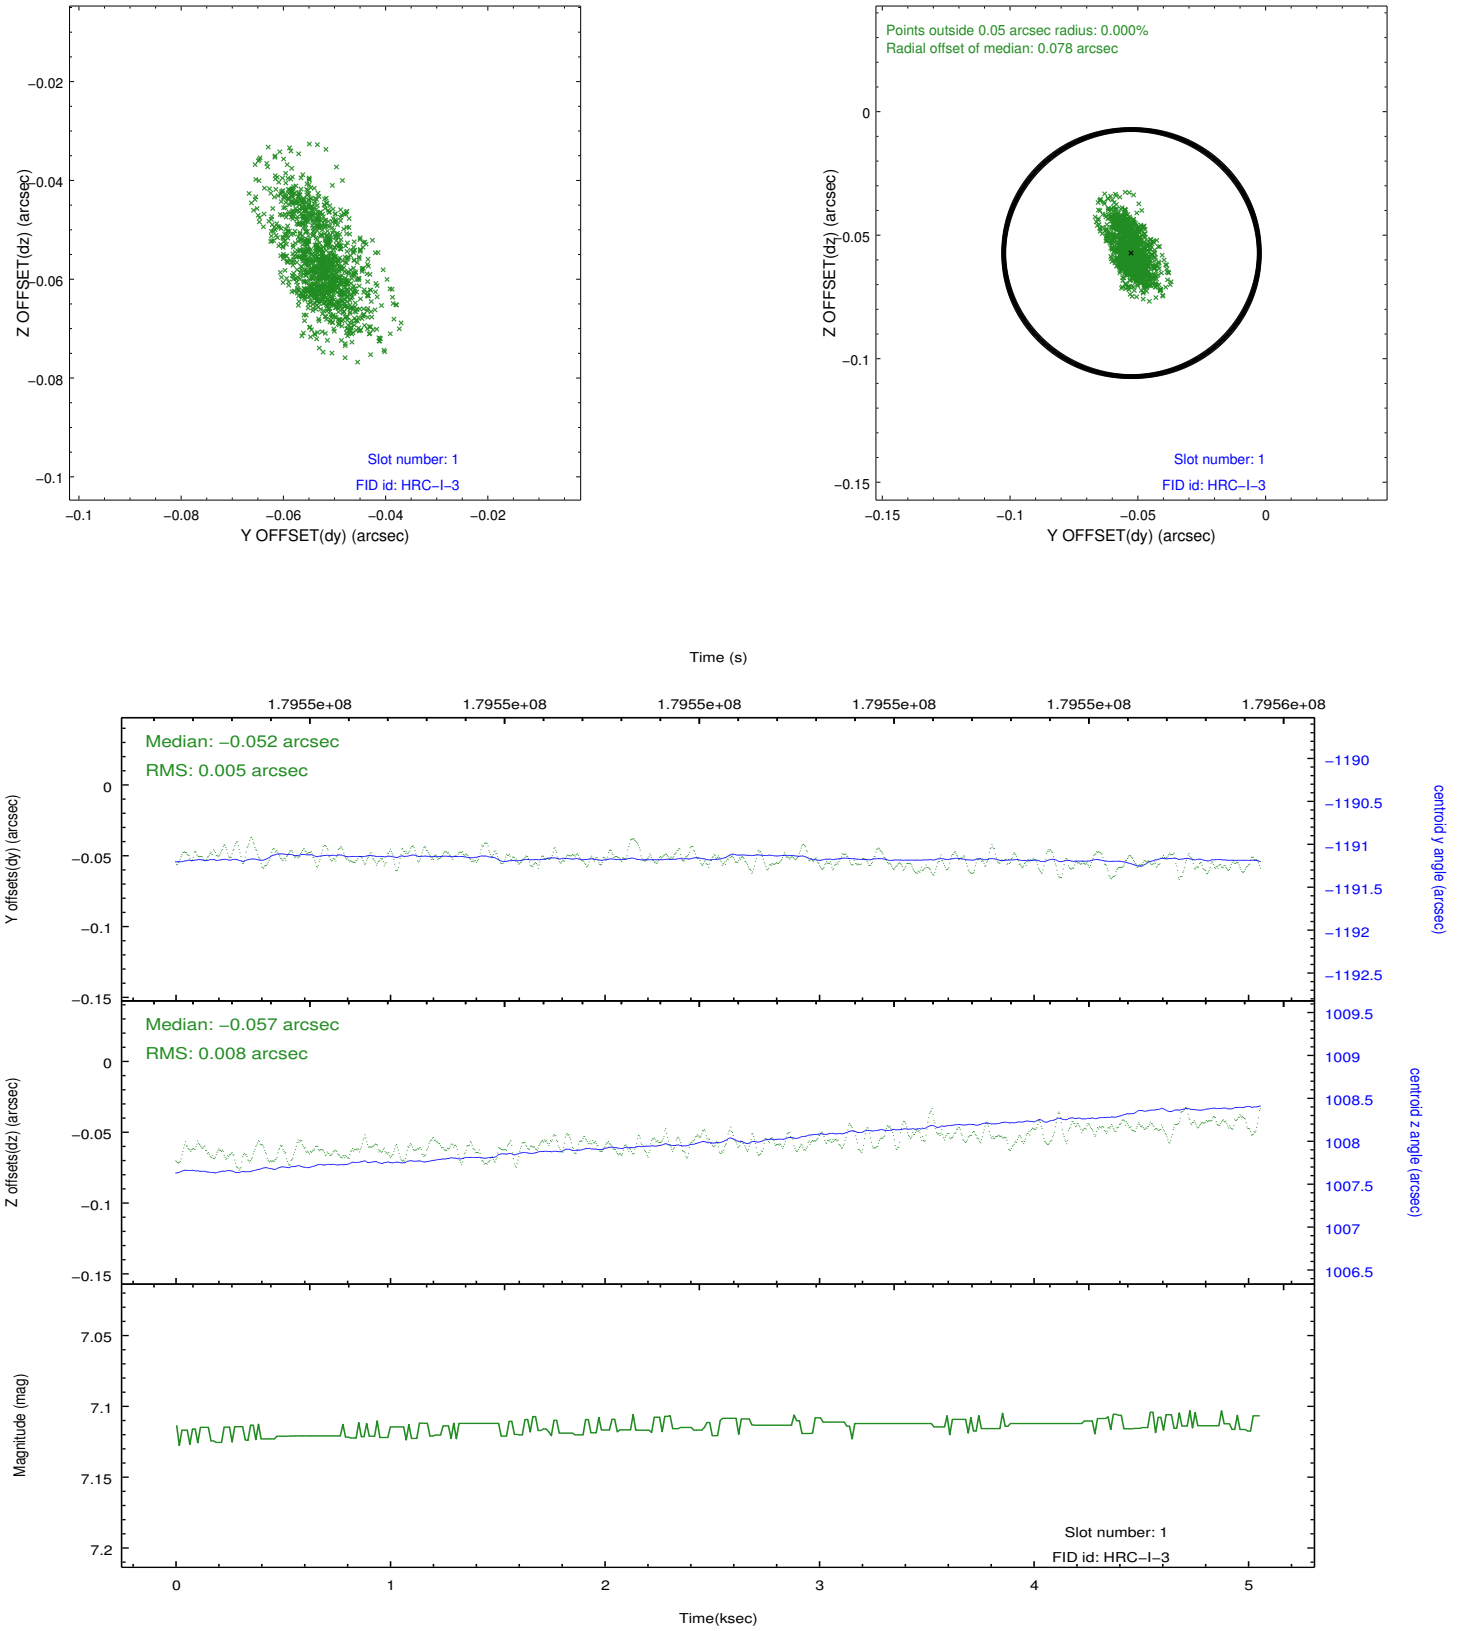 −0.02
−0.04
−0.06
−0.08
−0.1
Z OFFSET(dz) (arcsec)
Slot number: 1
FID id: HRC−I−3
−0.1
−0.08
−0.06
−0.04
−0.02
Y OFFSET(dy) (arcsec)
Points outside 0.05 arcsec radius: 0.000%
Radial offset of median: 0.078 arcsec
0
−0.05
−0.1
−0.15
Z OFFSET(dz) (arcsec)
Slot number: 1
FID id: HRC−I−3
−0.15
−0.1
−0.05
0
Y OFFSET(dy) (arcsec)
Time (s)
1.7955e+08
1.7955e+08
1.7955e+08
1.7955e+08
1.7955e+08
1.7956e+08
Median: −0.052 arcsec
RMS: 0.005 arcsec
0
−0.05
−0.1
−0.15
Y offsets(dy) (arcsec)
−1190
−1190.5
−1191
−1191.5
−1192
−1192.5
centroid y angle (arcsec)
Median: −0.057 arcsec
RMS: 0.008 arcsec
0
−0.05
−0.1
−0.15
Z offsets(dz) (arcsec)
1009.5
1009
1008.5
1008
1007.5
1007
1006.5
centroid z angle (arcsec)
7.05
7.1
7.15
7.2
Magnitude (mag)
Slot number: 1
FID id: HRC−I−3
0
1
2
3
4
5
Time(ksec)